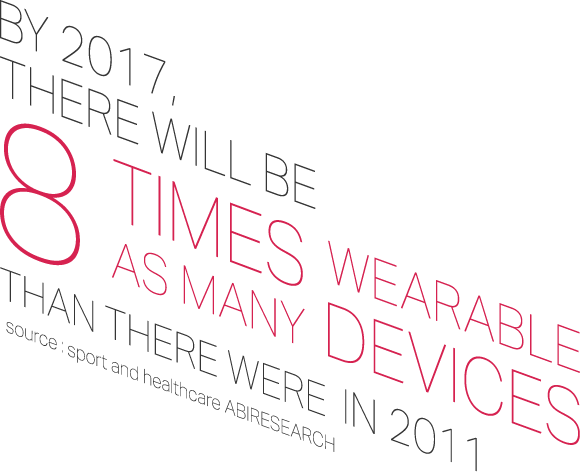 BY 2017,
THERE WILL BE
8 TIMES AS MANY
WEARABLE DEVICES
THAN THERE WERE IN 2011
source : sport and healthcare ABIRESEARCH